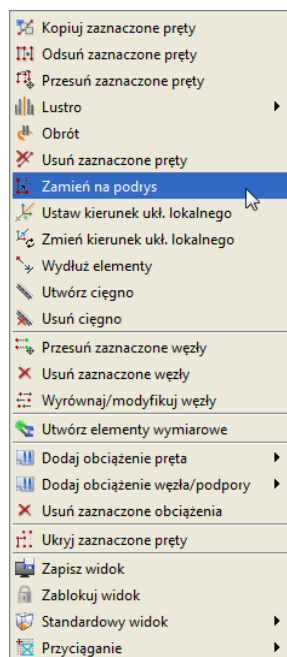 Kopiuj zaznaczone pręty
Odsuń zaznaczone pręty
Przesuń zaznaczone pręty
Lustro
Obrót
Usuń zaznaczone pręty
Zamień na podrys
Ustaw kierunek ukł. lokalnego
Zmień kierunek ukł. lokalnego
Wydłuż elementy
Utwórz cięgno
Usuń cięgno
Przesuń zaznaczone węzły
Usuń zaznaczone węzły
Wyrównaj/modyfikuj węzły
Utwórz elementy wymiarowe
Dodaj obciążenie pręta
Dodaj obciążenie węzła/podpory
Usuń zaznaczone obciążenia
Ukryj zaznaczone pręty
Zapisz widok
Zablokuj widok
Standardowy widok
Przyciąganie